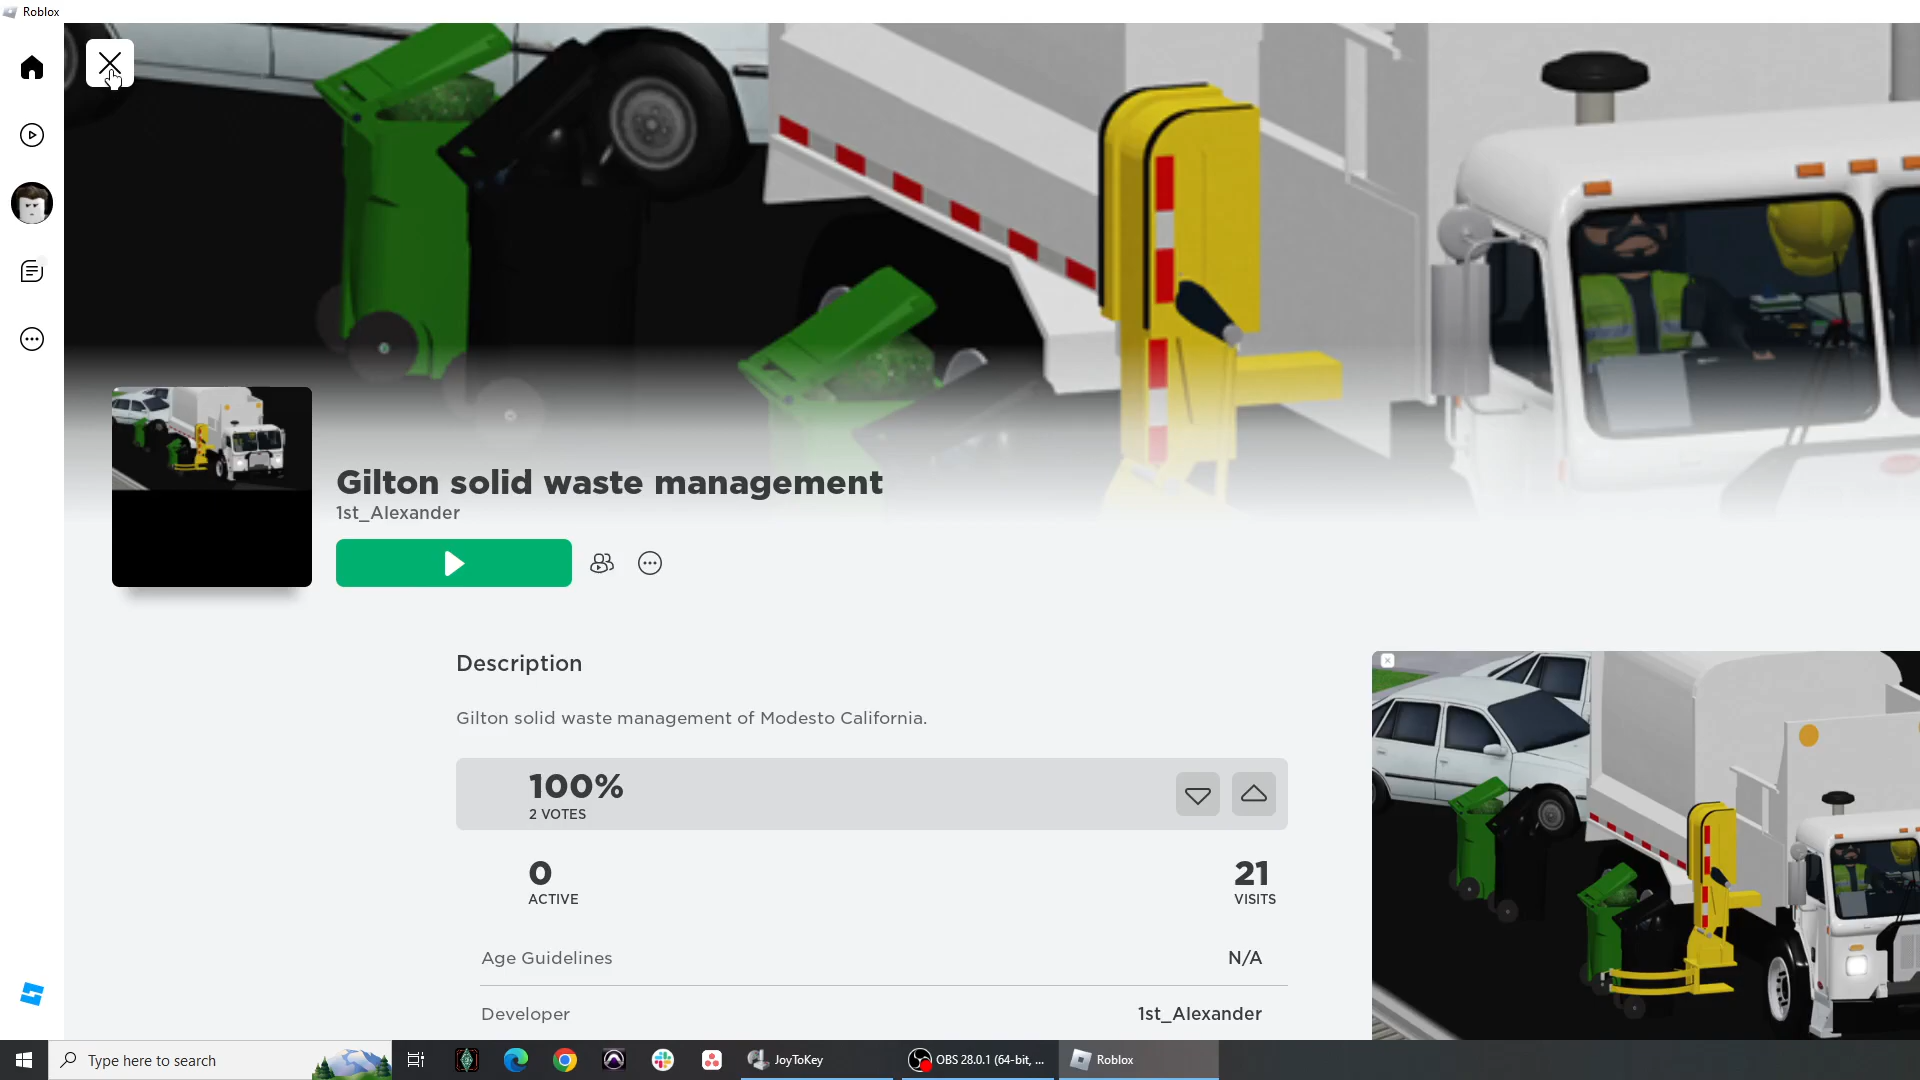 Roblox
Gilton solid waste management
1st_Alexander
Description
Gilton solid waste management of Modesto California.
100%
2 VOTES
0
ACTIVE
21
VISITS
Age Guidelines
N/A
Developer
1st_Alexander
Type here to search
JoyToKey
OBS 28.0.1 (64-bit, ...
Roblox